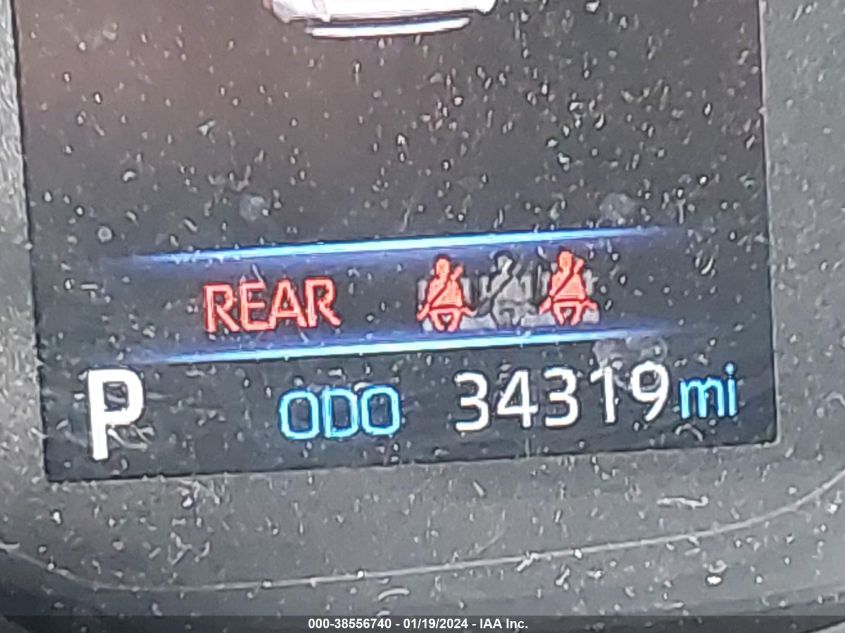 REAR
P ODO 34319 mi
000-38556740 - 01/19/2024 - IAA Inc.